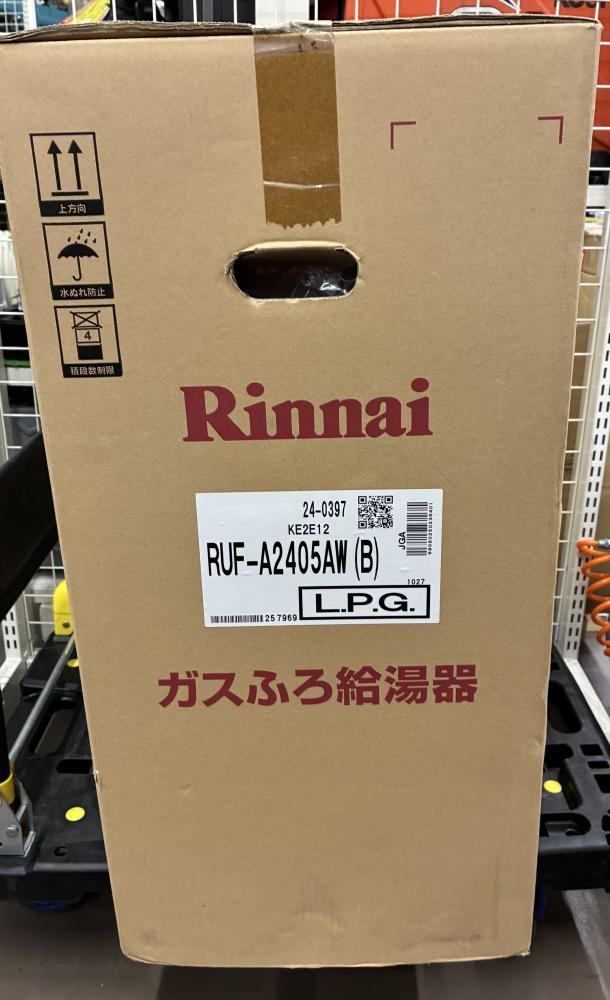 上方向
水ぬれ防止
4
積段数制限
Rinnai
24-0397
KE2E12
RUF-A2405AW (B)
JGA
1027
L.P.G.
257969
ガスふろ給湯器